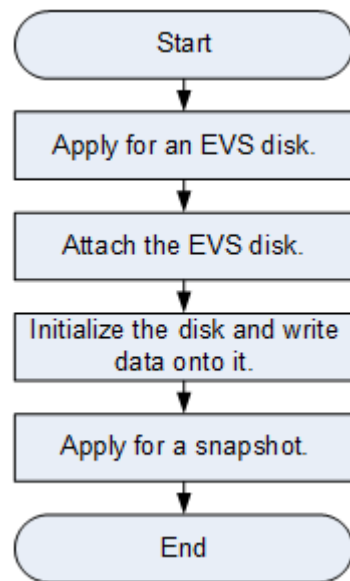 Start
Apply for an EVS disk.
Attach the EVS disk.
Initialize the disk and write
data onto it.
Apply for a snapshot.
End